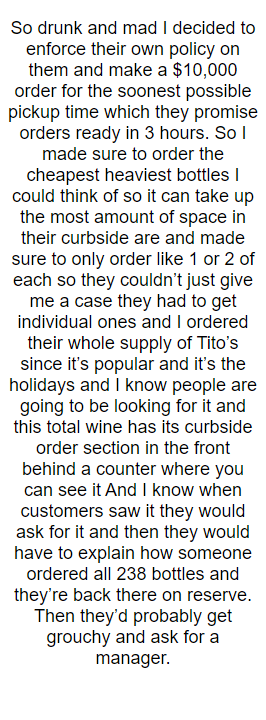 So drunk and mad I decided to
enforce their own policy on
them and make a $10,000
order for the soonest possible
pickup time which they promise
orders ready in 3 hours. So I
made sure to order the
cheapest heaviest bottles I
could think of so it can take up
the most amount of space in
their curbside are and made
sure to only order like 1 or 2 of
each so they couldn’t just give
me a case they had to get
individual ones and I ordered
their whole supply of Tito’s
since it’s popular and it’s the
holidays and I know people are
going to be looking for it and
this total wine has its curbside
order section in the front
behind a counter where you
can see it And I know when
customers saw it they would
ask for it and then they would
have to explain how someone
ordered all 238 bottles and
they’re back there on reserve.
Then they’d probably get
grouchy and ask for a
manager.